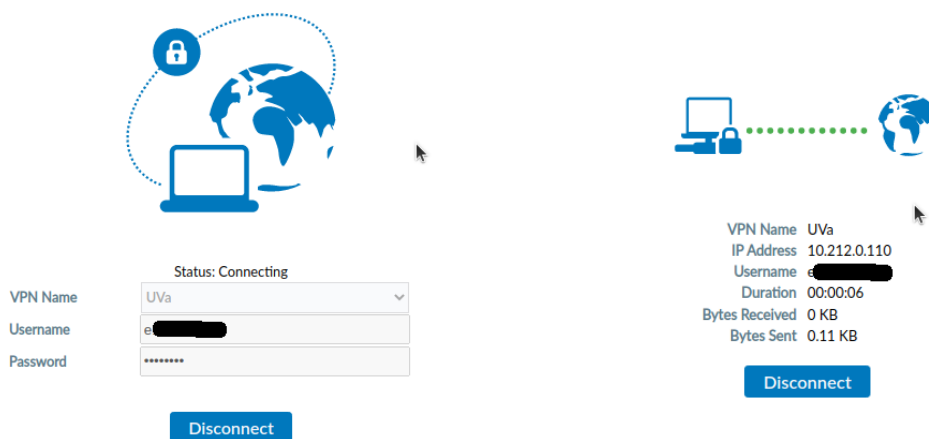 Status: Connecting
VPN Name UVa
Username e
Password ••••••••
Disconnect
VPN Name UVa
IP Address 10.212.0.110
Username e
Duration 00:00:06
Bytes Received 0 KB
Bytes Sent 0.11 KB
Disconnect